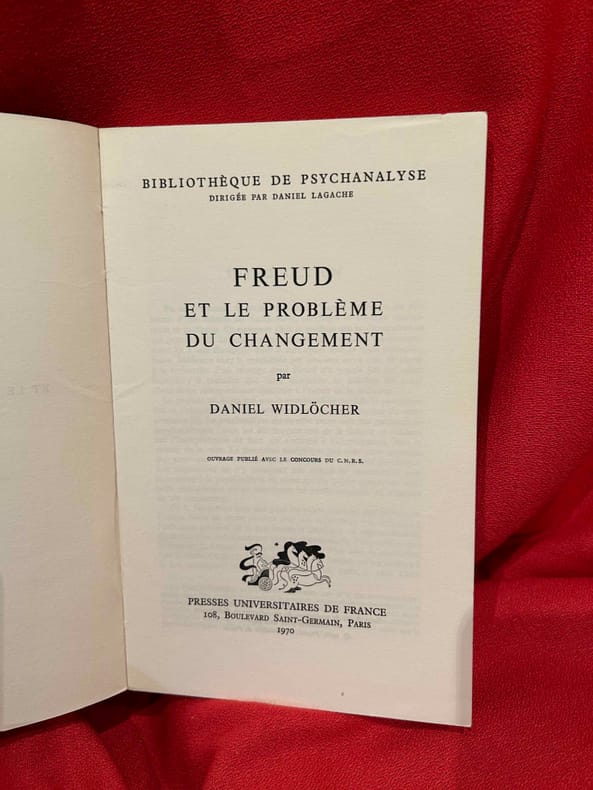 BIBLIOTHÈQUE DE PSYCHANALYSE
DIRIGÉE PAR DANIEL LAGACHE
FREUD
ET LE PROBLÈME
DU CHANGEMENT
par
DANIEL WIDLÖCHER
OUVRAGE PUBLIÉ AVEC LE CONCOURS DU C.N.R.S.
PRESSES UNIVERSITAIRES DE FRANCE
108, BOULEVARD SAINT-GERMAIN, PARIS
1970